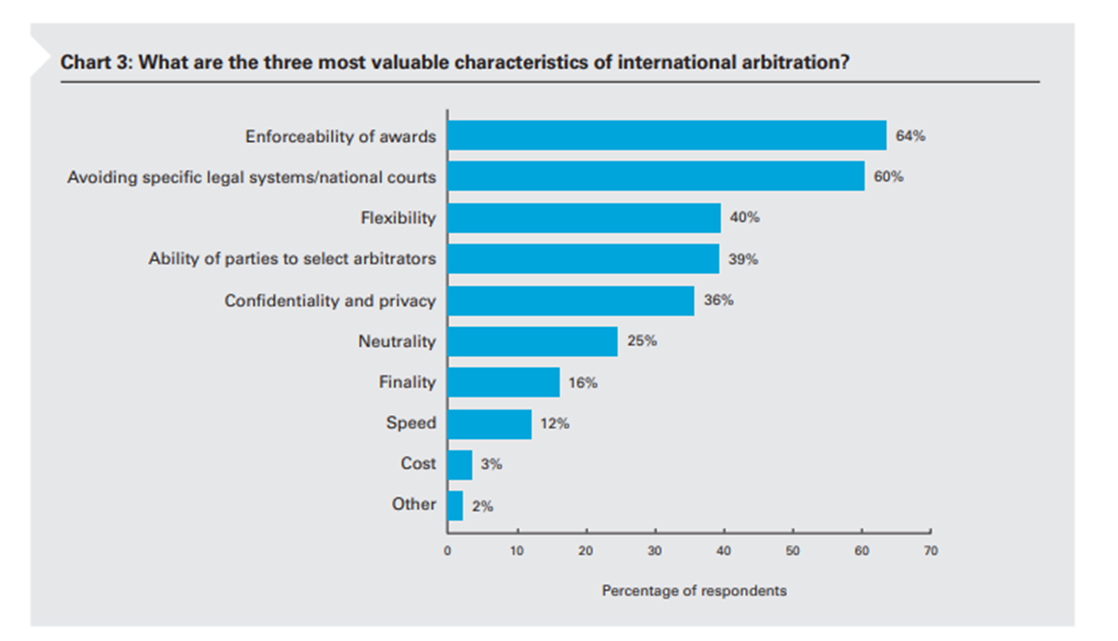 Chart 3: What are the three most valuable characteristics of international arbitration?
Enforceability of awards 64%
Avoiding specific legal systems/national courts 60%
Flexibility 40%
Ability of parties to select arbitrators 39%
Confidentiality and privacy 36%
Neutrality 25%
Finality 16%
Speed 12%
Cost 3%
Other 2%
0 10 20 30 40 50 60 70
Percentage of respondents